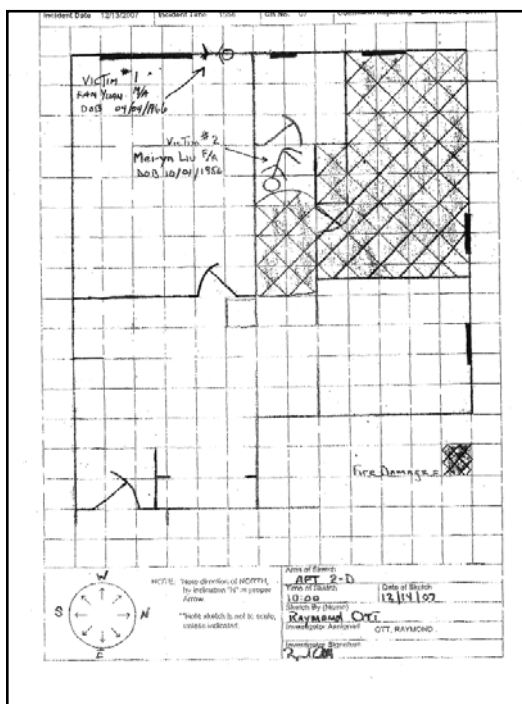 Incident Date 12/13/2007 Incident Time 1556
VICTIM #1
DOB 04/04/1966
VICTIM #2
Mei-yn Liu F/A
DOB 10/01/1956
Fire Damage =
W
S N
E
NOTE: Note direction of NORTH,
by indicating "N" in proper
Arrow.
**Note sketch is not to scale,
unless indicated.
Area of Sketch
APT 2-D
Time of Sketch Date of Sketch
10:00 12/14/07
Sketch By (Name)
RAYMOND OTT
Investigator Assigned OTT, RAYMOND
Investigator Signature